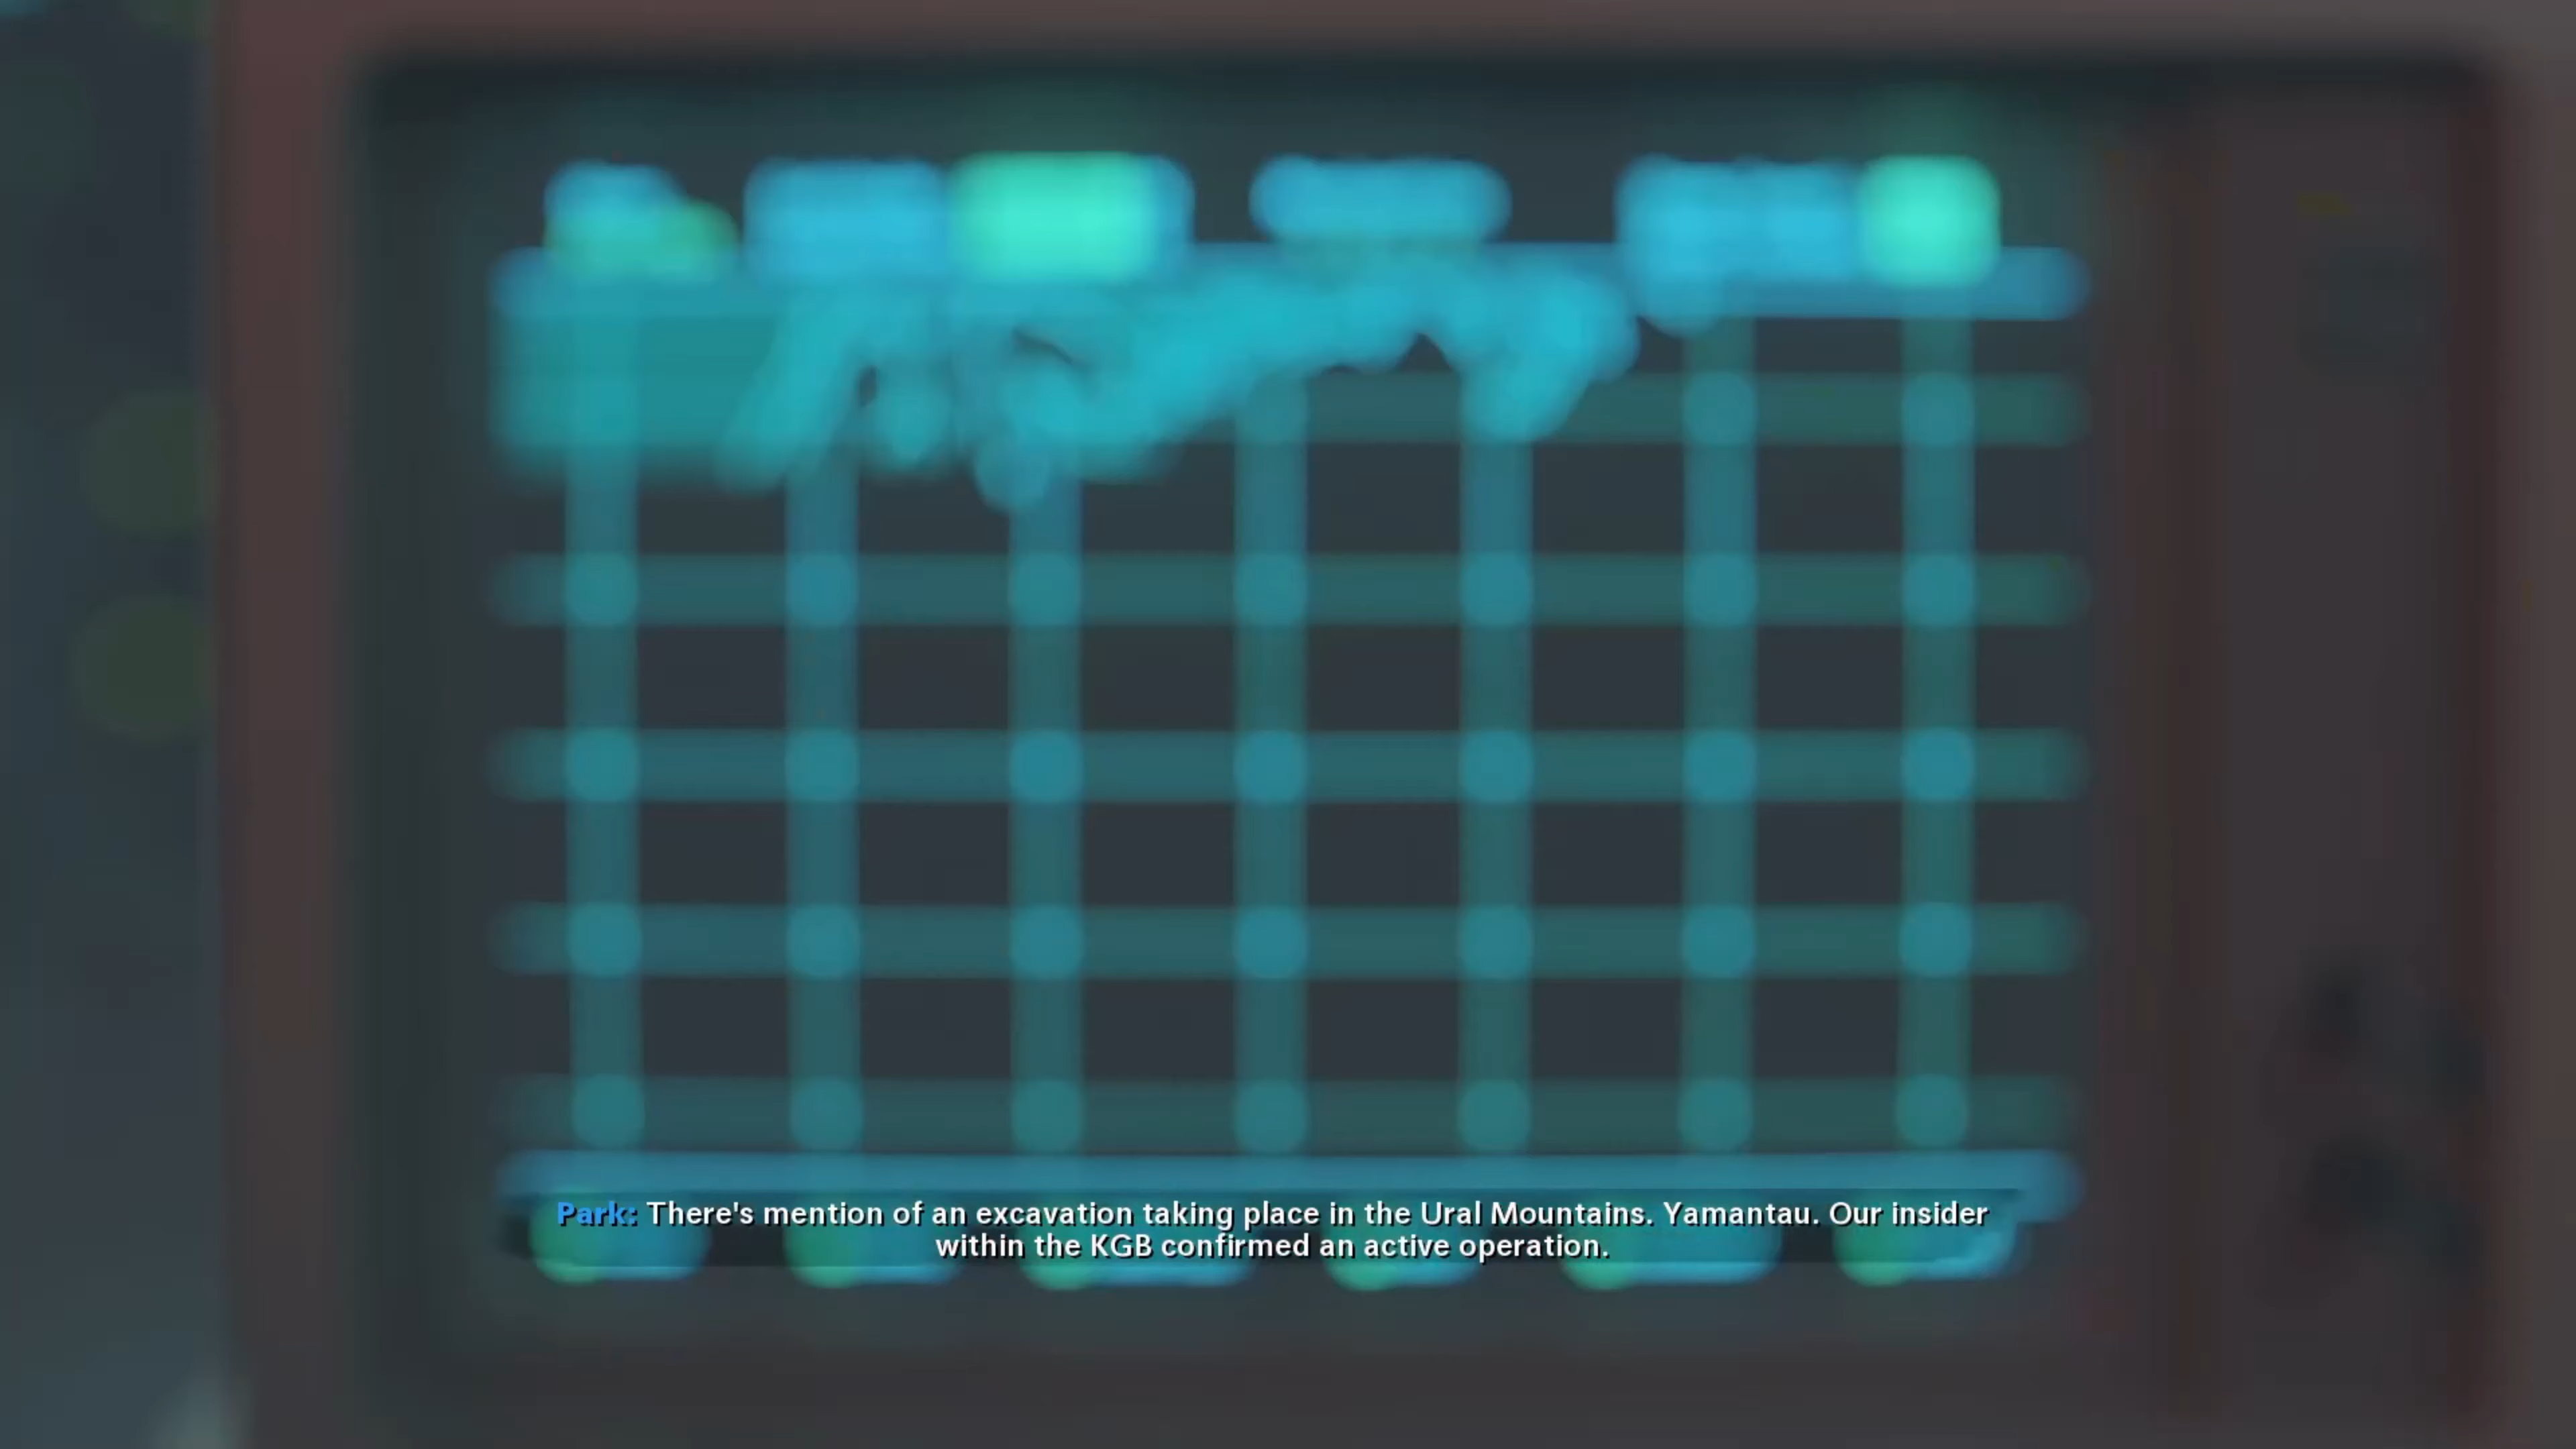 Park: There's mention of an excavation taking place in the Ural Mountains. Yamantau. Our insider
within the KGB confirmed an active operation.